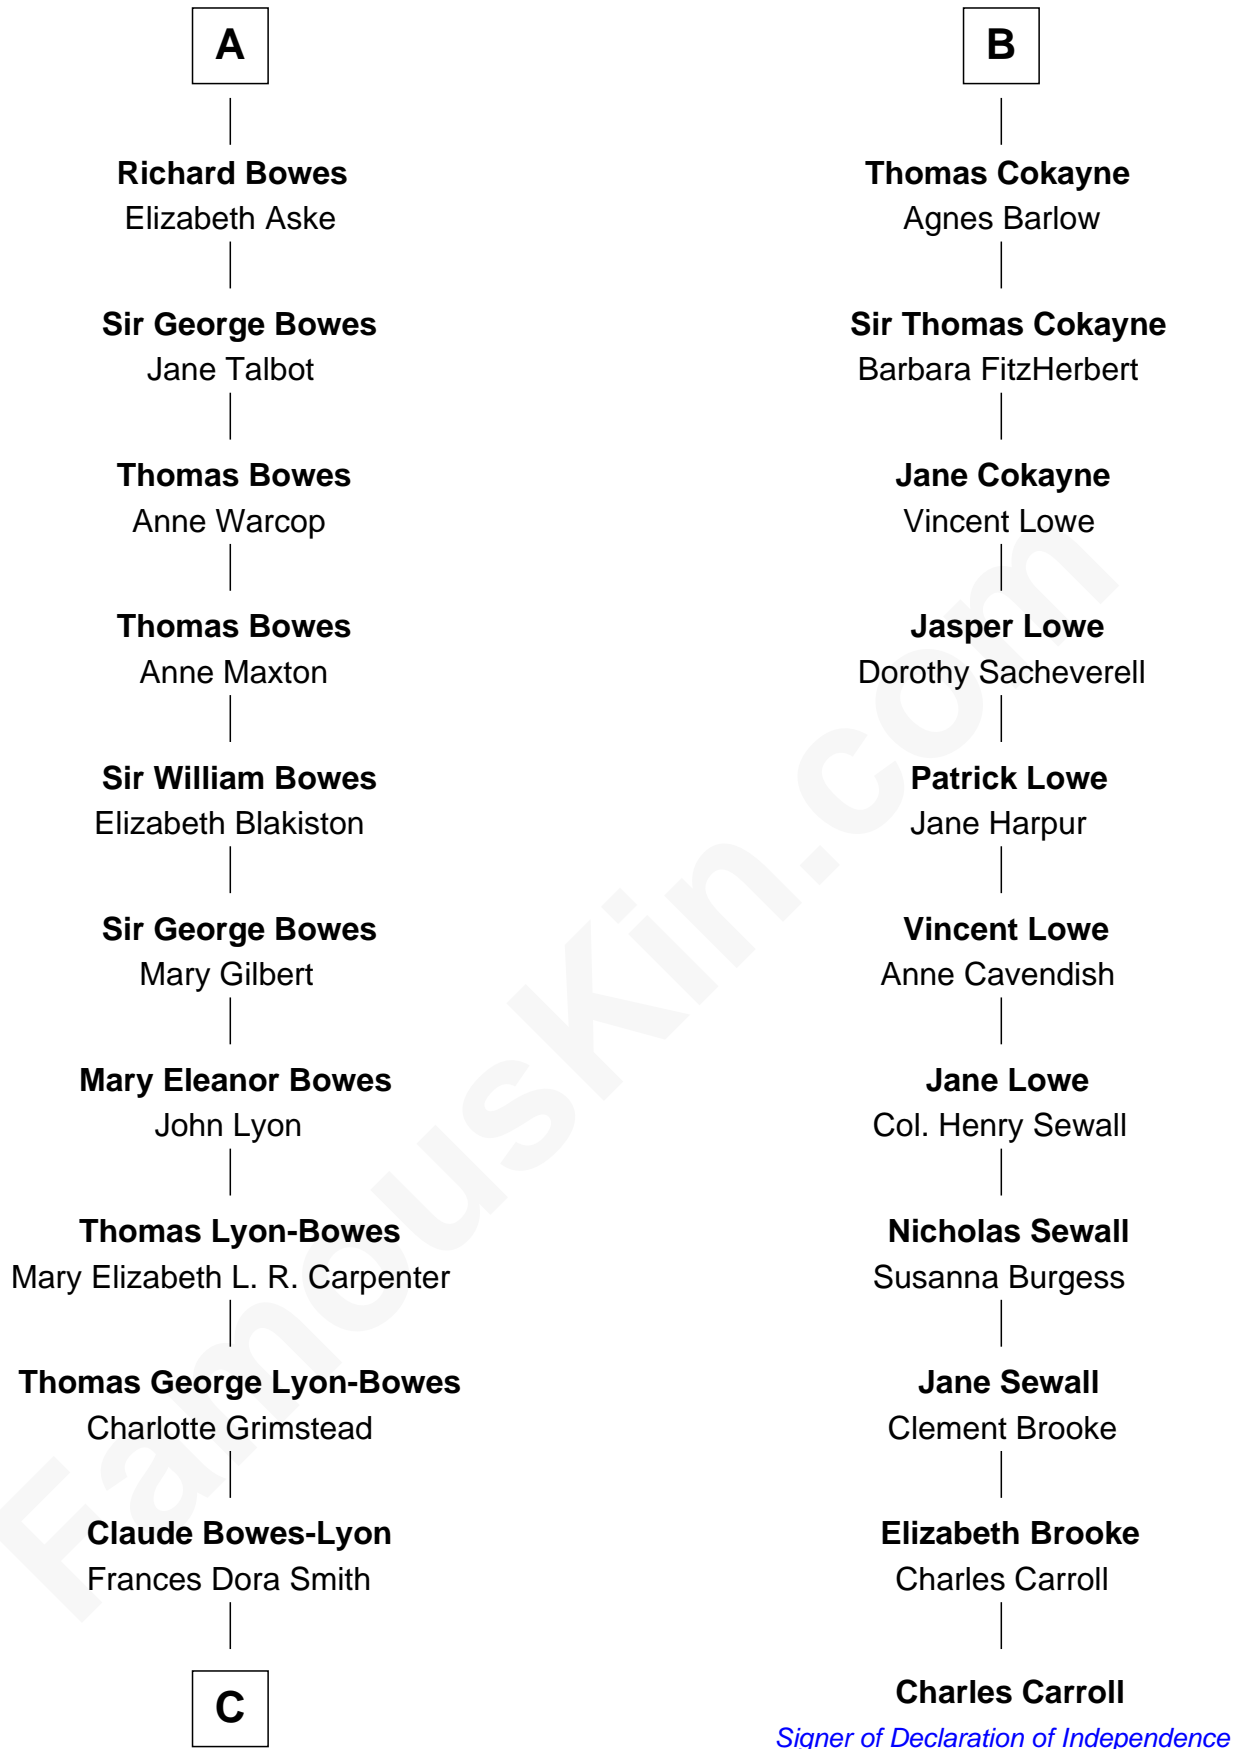 A
Richard Bowes
Elizabeth Aske
Sir George Bowes
Jane Talbot
Thomas Bowes
Anne Warcop
Thomas Bowes
Anne Maxton
Sir William Bowes
Elizabeth Blakiston
Sir George Bowes
Mary Gilbert
Mary Eleanor Bowes
John Lyon
Thomas Lyon-Bowes
Mary Elizabeth L. R. Carpenter
Thomas George Lyon-Bowes
Charlotte Grimstead
Claude Bowes-Lyon
Frances Dora Smith
C
B
Thomas Cokayne
Agnes Barlow
Sir Thomas Cokayne
Barbara FitzHerbert
Jane Cokayne
Vincent Lowe
Jasper Lowe
Dorothy Sacheverell
Patrick Lowe
Jane Harpur
Vincent Lowe
Anne Cavendish
Jane Lowe
Col. Henry Sewall
Nicholas Sewall
Susanna Burgess
Jane Sewall
Clement Brooke
Elizabeth Brooke
Charles Carroll
Charles Carroll
Signer of Declaration of Independence
FamousKin.com